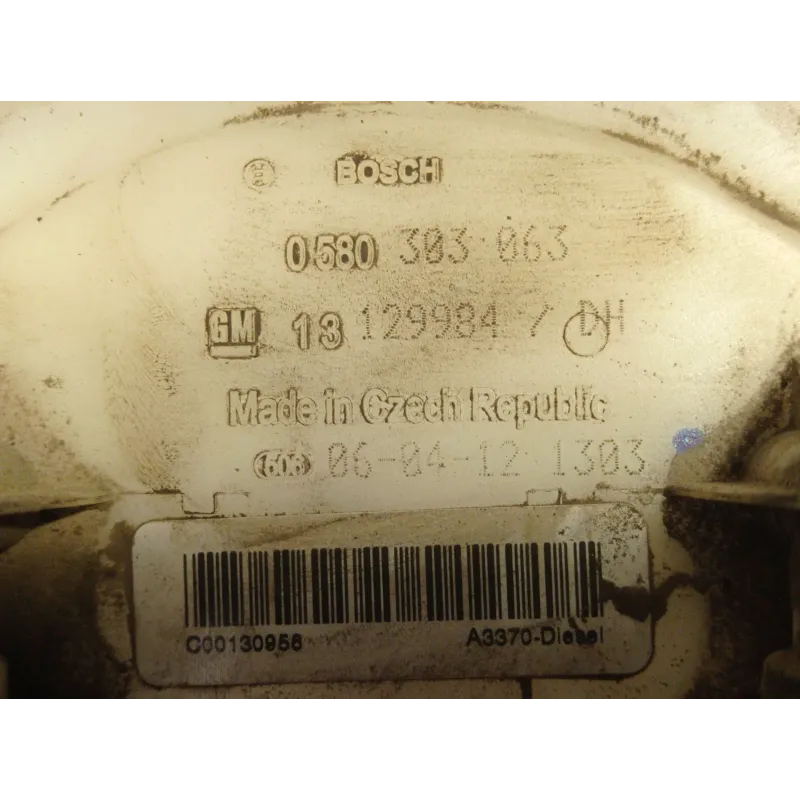 BOSCH
0 580 303 063
GM 13 129984 / DH
Made in Czech Republic
606 06-04-12 1303
C00130956 A3370-Diesel